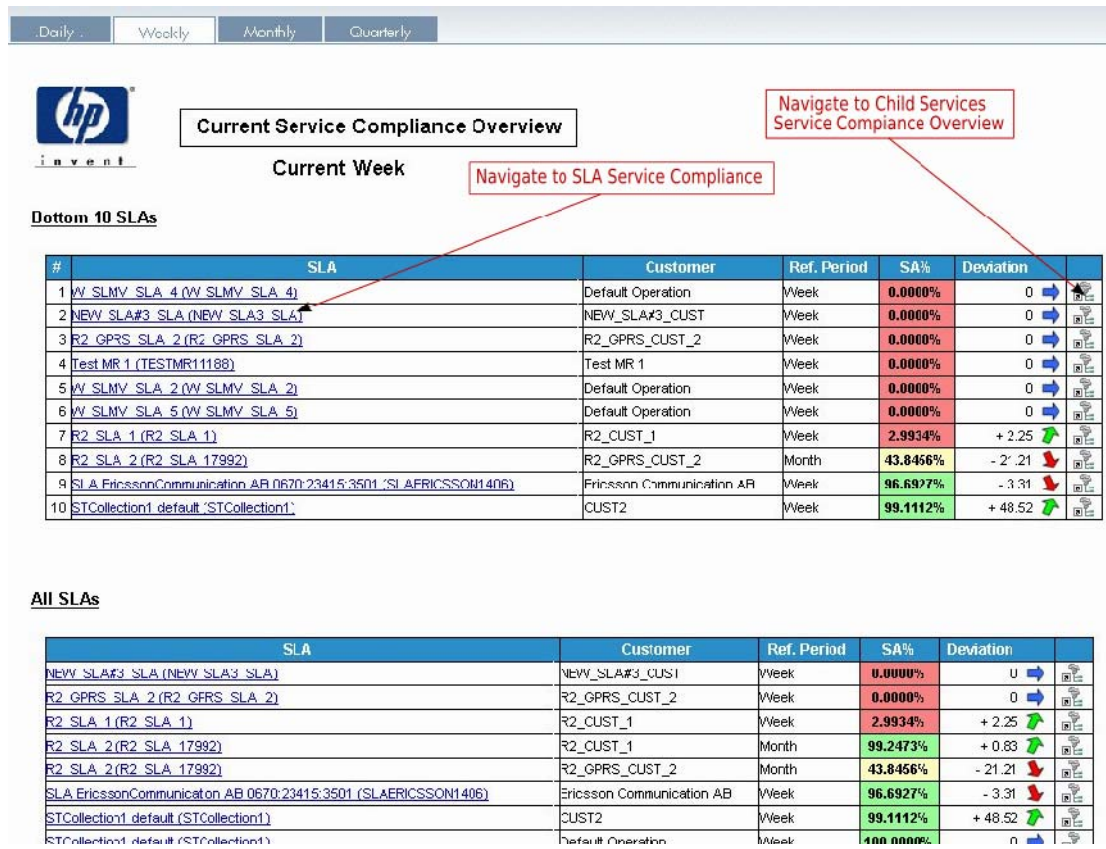 .Daily .
Weekly
Monthly
Quarterly
hp
invent
Current Service Compliance Overview
Current Week
Navigate to SLA Service Compliance
Navigate to Child Services
Service Compiance Overview
Dottom 10 SLAs
# SLA Customer Ref. Period SA% Deviation
1 W SLMV SLA 4 (W SLMV SLA 4) Default Operation Week 0.0000% 0
2 NEW SLA#3 SLA (NEW SLA3 SLA) NEW_SLA#3_CUST Week 0.0000% 0
3 R2 GPRS SLA 2 (R2 GPRS SLA 2) R2_GPRS_CUST_2 Week 0.0000% 0
4 Test MR 1 (TESTMR11188) Test MR 1 Week 0.0000% 0
5 W SLMV SLA 2 (W SLMV SLA 2) Default Operation Week 0.0000% 0
6 W SLMV SLA 5 (W SLMV SLA 5) Default Operation Week 0.0000% 0
7 R2 SLA 1 (R2 SLA 1) R2_CUST_1 Week 2.9934% + 2.25
8 R2 SLA 2 (R2 SLA 17992) R2_GPRS_CUST_2 Month 43.8456% - 21.21
9 SLA EricssonCommunication AB 0670:23415:3501 (SLAERICSSON1406) Ericsson Communication AB Week 96.6927% - 3.31
10 STCollection1 default (STCollection1) CUST2 Week 99.1112% + 48.52
All SLAs
SLA Customer Ref. Period SA% Deviation
NEW SLA#3 SLA (NEW SLA3 SLA) NEW_SLA#3_CUST Week 0.0000% 0
R2 GPRS SLA 2 (R2 GPRS SLA 2) R2_GPRS_CUST_2 Week 0.0000% 0
R2 SLA 1 (R2 SLA 1) R2_CUST_1 Week 2.9934% + 2.25
R2 SLA 2 (R2 SLA 17992) R2_CUST_1 Month 99.2473% + 0.83
R2 SLA 2 (R2 SLA 17992) R2_GPRS_CUST_2 Month 43.8456% - 21.21
SLA EricssonCommunicaton AB 0670:23415:3501 (SLAERICSSON1406) Ericsson Communication AB Week 96.6927% - 3.31
STCollection1 default (STCollection1) CUST2 Week 99.1112% + 48.52
STCollection1 default (STCollection1) Default Operation Week 100.0000% 0